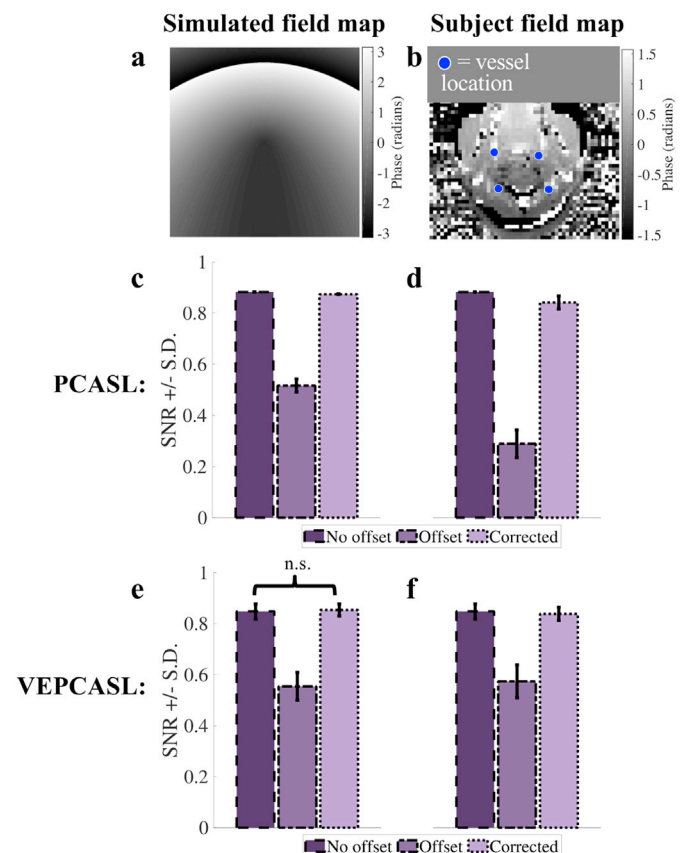 Simulated field map
Subject field map
a
3
2
1
0
-1
-2
-3
Phase (radians)
b
= vessel
location
1.5
1
0.5
0
-0.5
-1
-1.5
Phase (radians)
c
d
PCASL:
SNR +/- S.D.
1
0.8
0.6
0.4
0.2
0
No offset Offset Corrected
e
n.s.
f
VEPCASL:
SNR +/- S.D.
1
0.8
0.6
0.4
0.2
0
No offset Offset Corrected